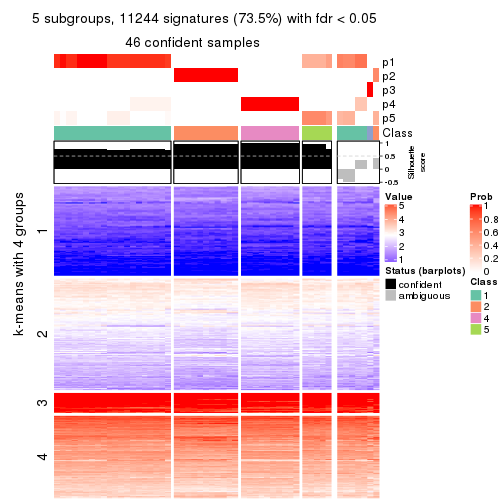 5 subgroups, 11244 signatures (73.5%) with fdr < 0.05
46 confident samples
p1
p2
p3
p4
p5
Class
1
0.5
0
-0.5
Silhouette
score
k-means with 4 groups
1
2
3
4
Value
5
4
3
2
1
Status (barplots)
confident
ambiguous
Prob
1
0.8
0.6
0.4
0.2
0
Class
1
2
4
5